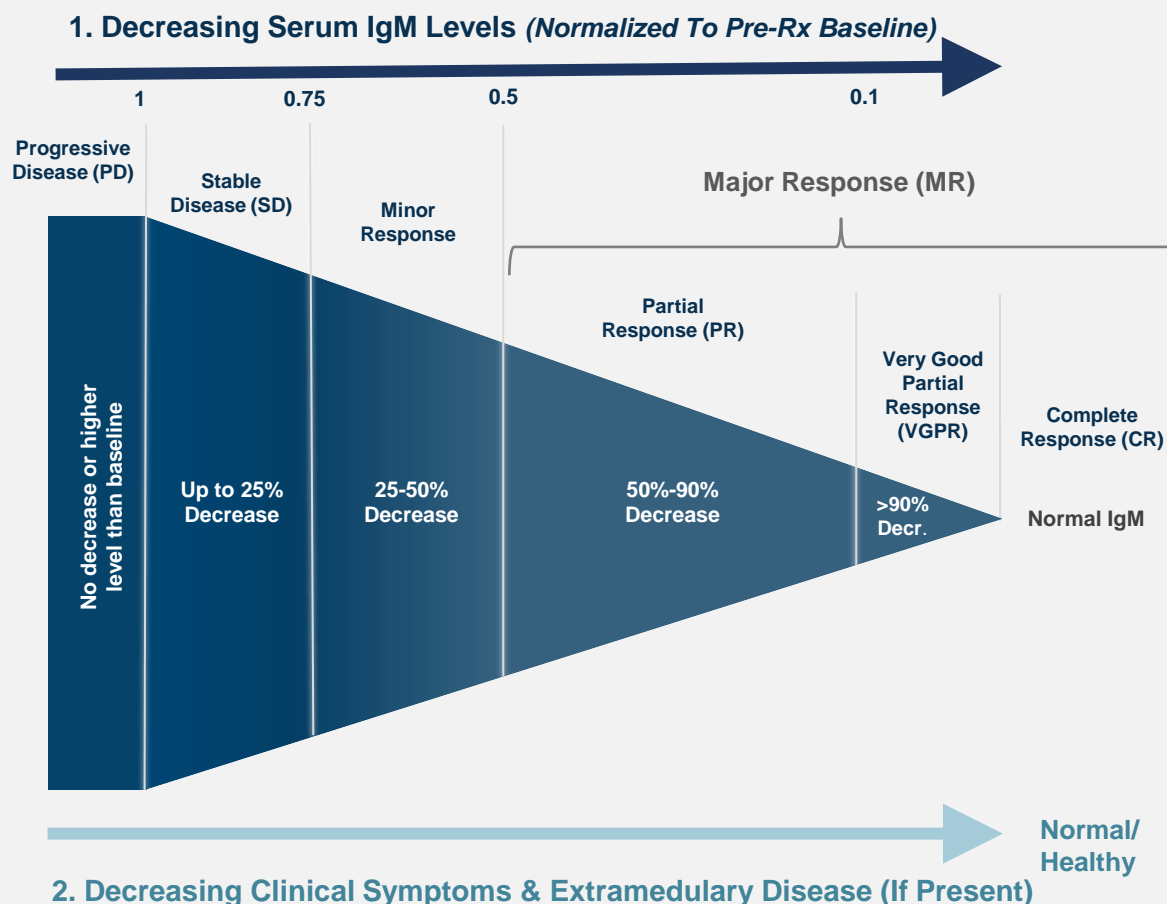 1. Decreasing Serum IgM Levels (Normalized To Pre-Rx Baseline)
1
0.75
0.5
0.1
Progressive
Disease (PD)
Stable
Disease (SD)
Minor
Response
Major Response (MR)
Partial
Response (PR)
Very Good
Partial
Response
(VGPR)
Complete
Response (CR)
No decrease or higher
level than baseline
Up to 25%
Decrease
25-50%
Decrease
50%-90%
Decrease
>90%
Decr.
Normal IgM
Normal/
Healthy
2. Decreasing Clinical Symptoms & Extramedulary Disease (If Present)